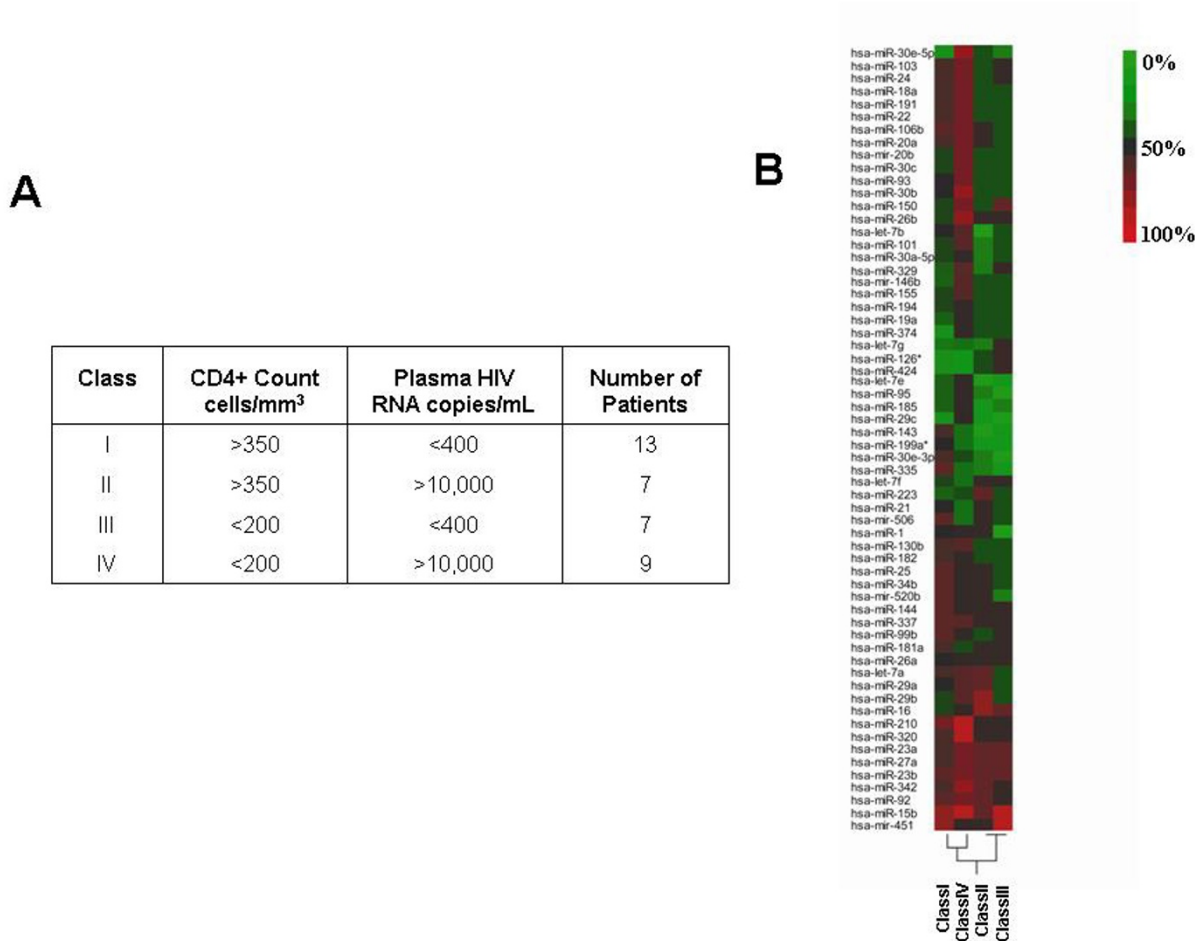 A
Class CD4+ Count Plasma HIV Number of
cells/mm³ RNA copies/mL Patients
I >350 <400 13
II >350 >10,000 7
III <200 <400 7
IV <200 >10,000 9
B
hsa-miR-30e-5p
hsa-miR-103
hsa-miR-24
hsa-miR-18a
hsa-miR-191
hsa-miR-22
hsa-miR-106b
hsa-miR-20a
hsa-mir-20b
hsa-miR-30c
hsa-miR-93
hsa-miR-30b
hsa-miR-150
hsa-miR-26b
hsa-let-7b
hsa-miR-101
hsa-miR-30a-5p
hsa-miR-329
hsa-mir-146b
hsa-miR-155
hsa-miR-194
hsa-miR-19a
hsa-miR-374
hsa-let-7g
hsa-miR-126*
hsa-miR-424
hsa-let-7e
hsa-miR-95
hsa-miR-185
hsa-miR-29c
hsa-miR-143
hsa-miR-199a*
hsa-miR-30e-3p
hsa-miR-335
hsa-let-7f
hsa-miR-223
hsa-miR-21
hsa-mir-506
hsa-miR-1
hsa-miR-130b
hsa-miR-182
hsa-miR-25
hsa-miR-34b
hsa-mir-520b
hsa-miR-144
hsa-miR-337
hsa-miR-99b
hsa-miR-181a
hsa-miR-26a
hsa-let-7a
hsa-miR-29a
hsa-miR-29b
hsa-miR-16
hsa-miR-210
hsa-miR-320
hsa-miR-23a
hsa-miR-27a
hsa-miR-23b
hsa-miR-342
hsa-miR-92
hsa-miR-15b
hsa-mir-451
0%
50%
100%
ClassI
ClassIV
ClassII
ClassIII